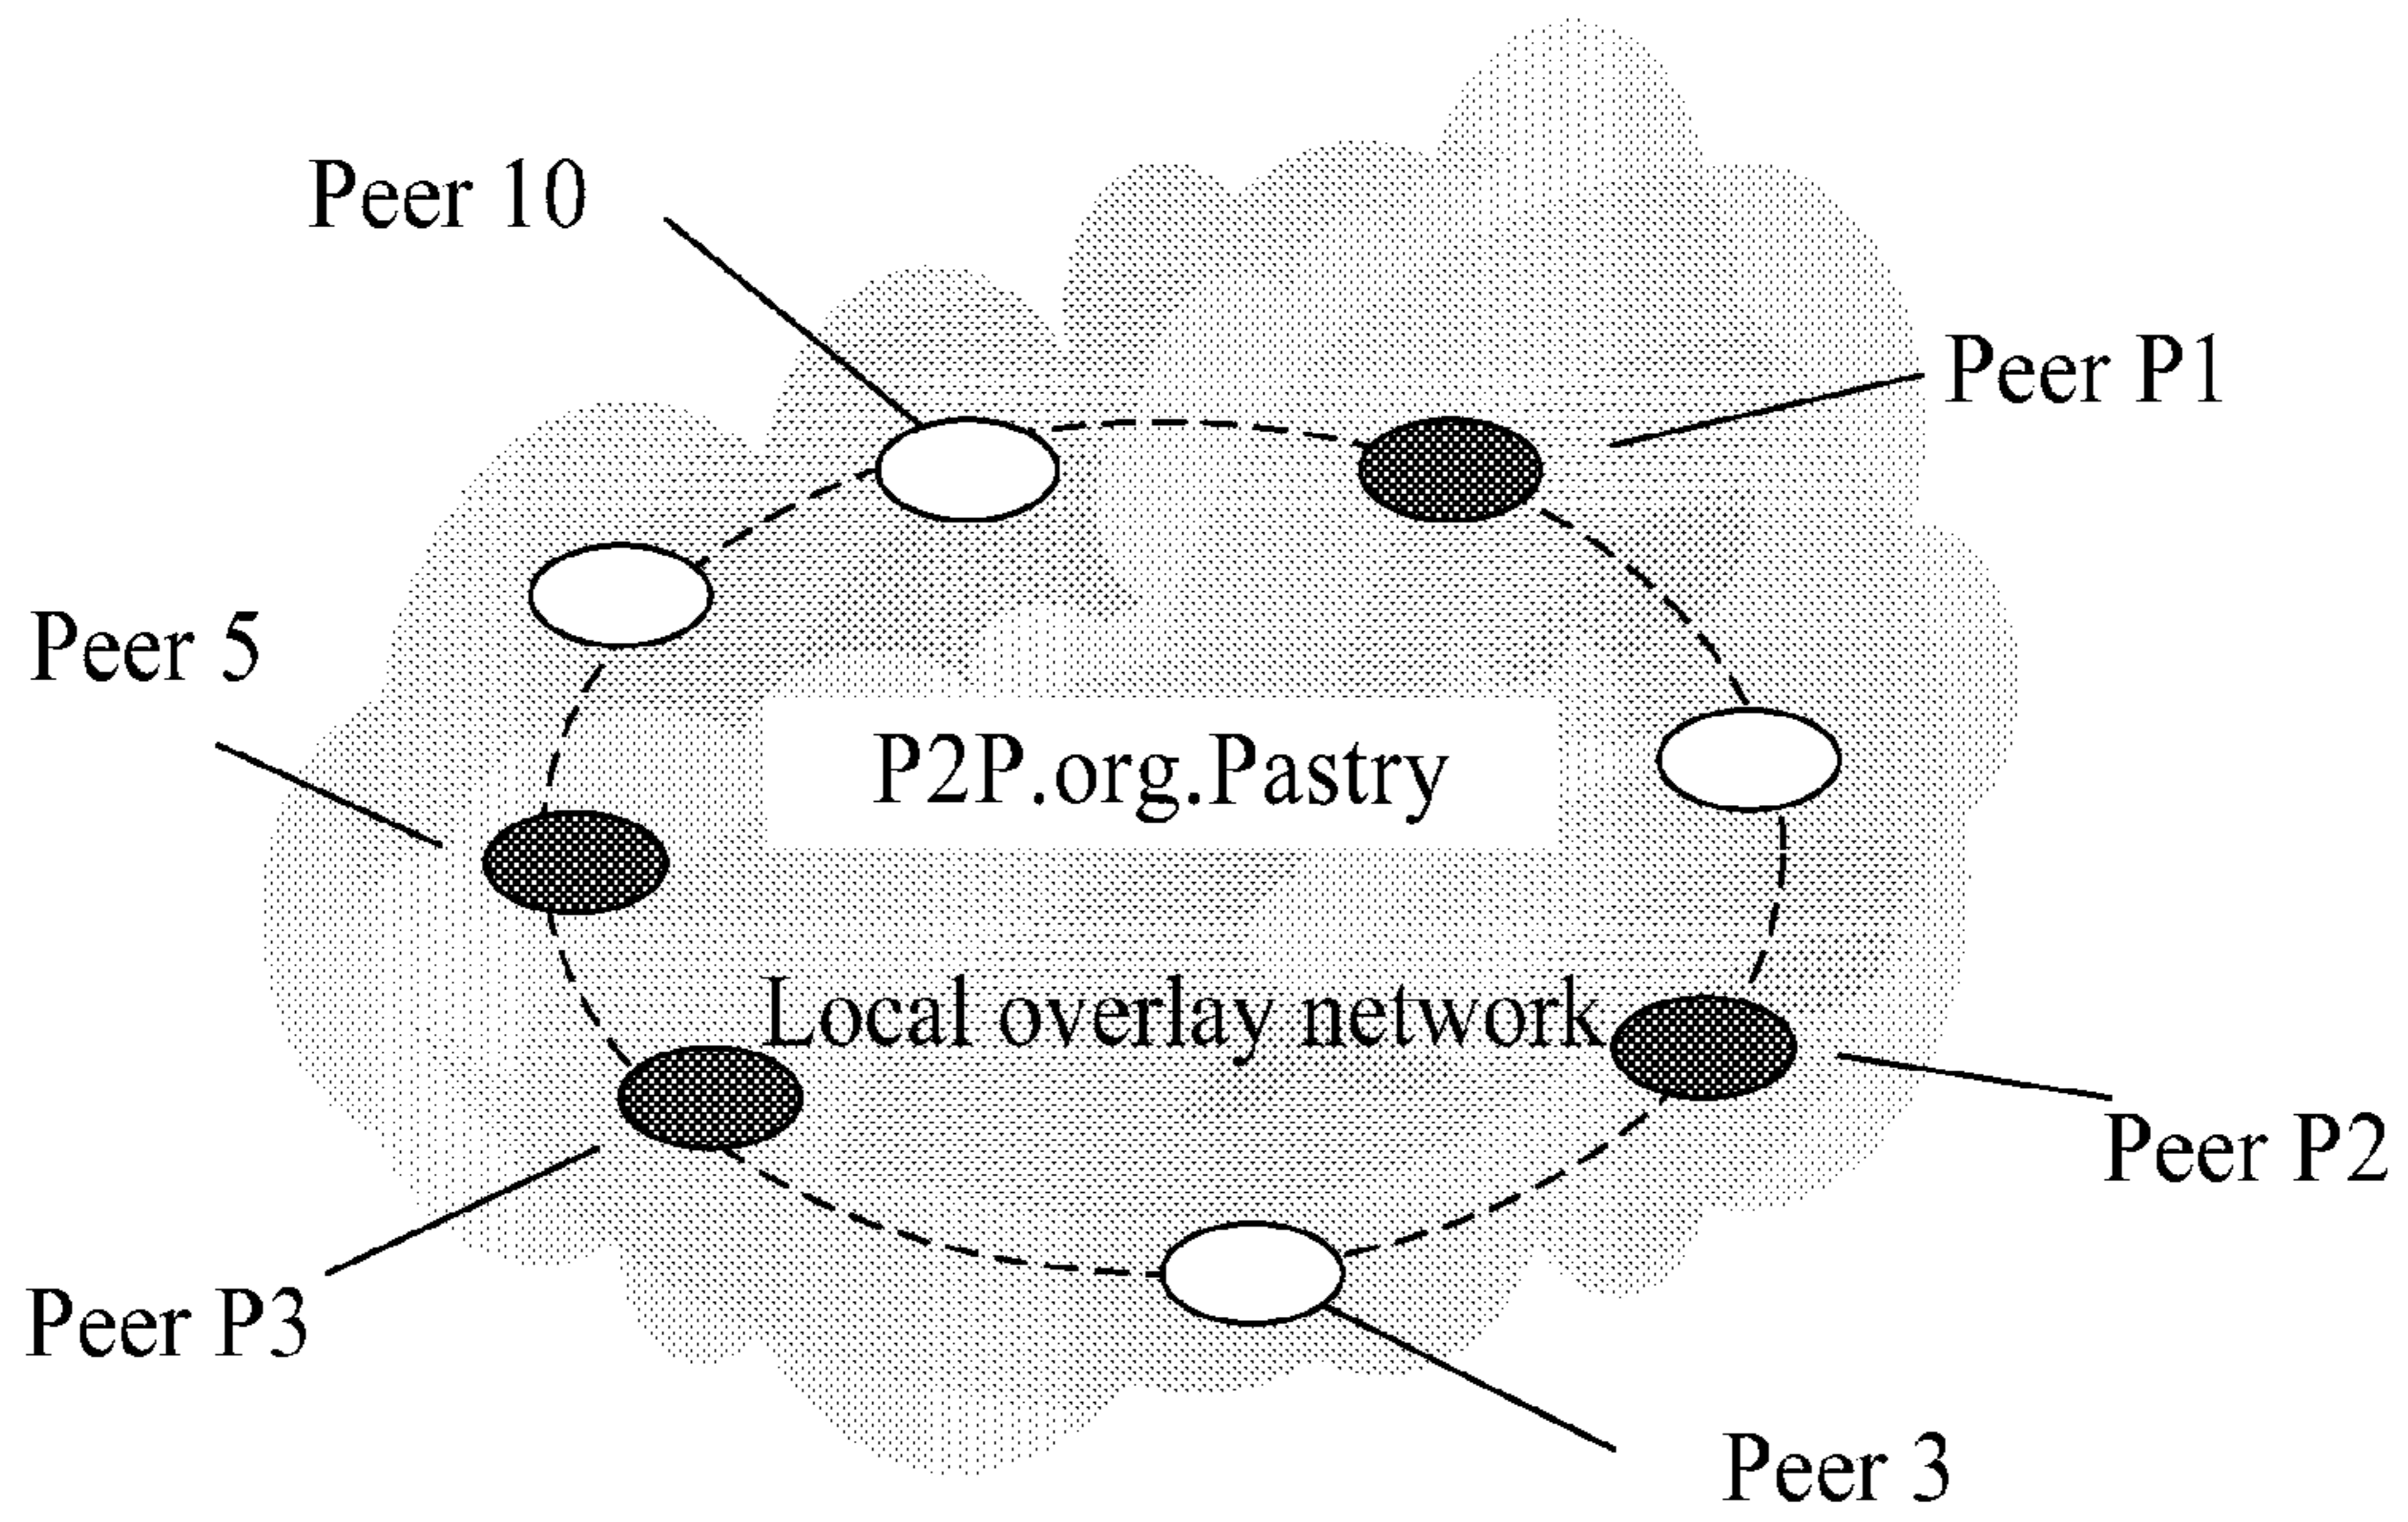 Peer 10
Peer P1
Peer 5
P2P.org.Pastry
Local overlay network
Peer P2
Peer P3
Peer 3